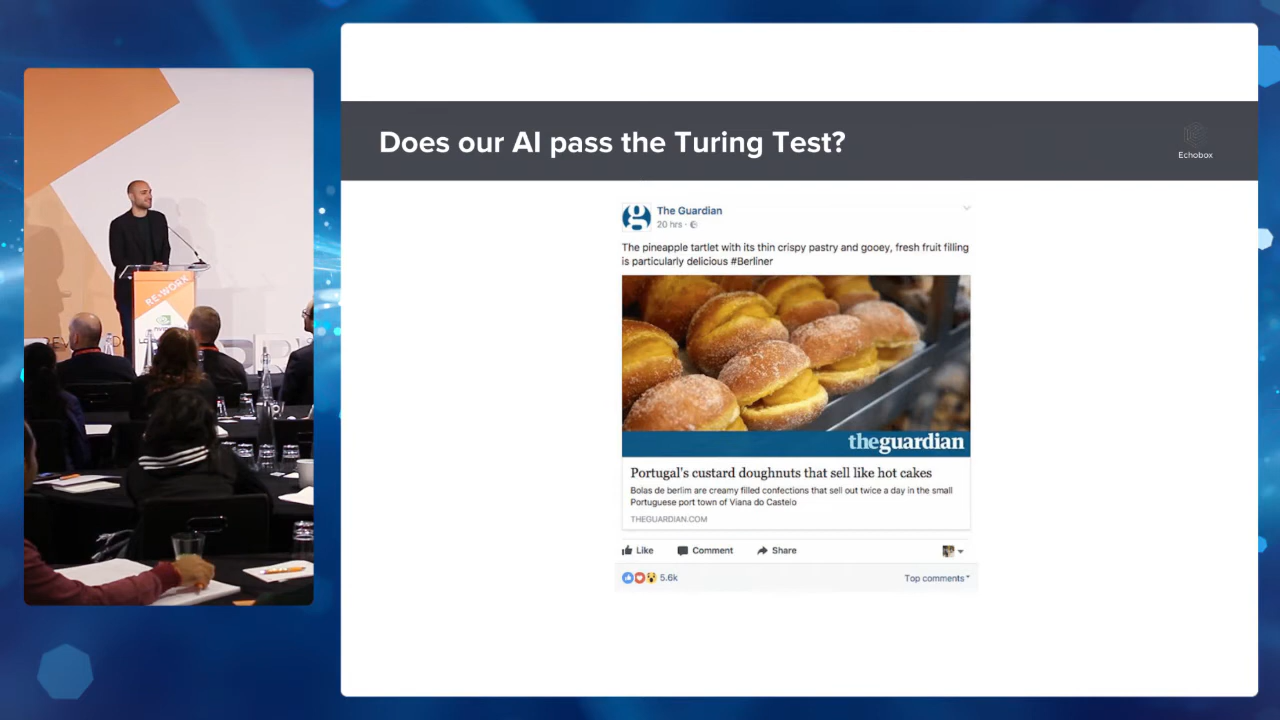 Does our AI pass the Turing Test?
Echobox
The Guardian
20 hrs ·
The pineapple tartlet with its thin crispy pastry and gooey, fresh fruit filling
is particularly delicious #Berliner
theguardian
Portugal's custard doughnuts that sell like hot cakes
Bolas de berlim are creamy filled confections that sell out twice a day in the small
Portuguese port town of Viana do Castelo
THEGUARDIAN.COM
Like Comment Share
5.6k Top comments
RE•WORK